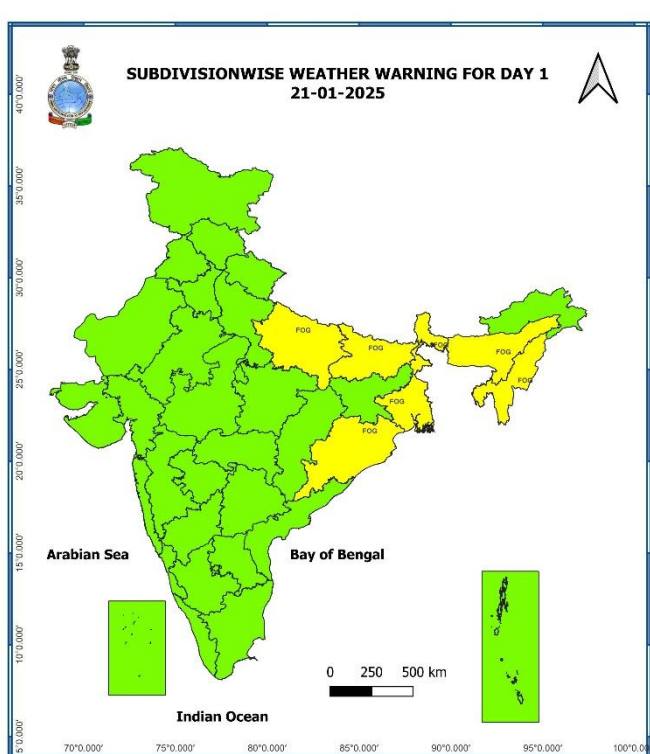 SUBDIVISIONWISE WEATHER WARNING FOR DAY 1
21-01-2025
40°0.000'
35°0.000'
30°0.000'
25°0.000'
20°0.000'
15°0.000'
10°0.000'
5°0.000'
FOG
FOG
FOG
FOG
FOG
FOG
FOG
Arabian Sea
Bay of Bengal
0 250 500 km
Indian Ocean
70°0.000' 75°0.000' 80°0.000' 85°0.000' 90°0.000' 95°0.000' 100°0.0